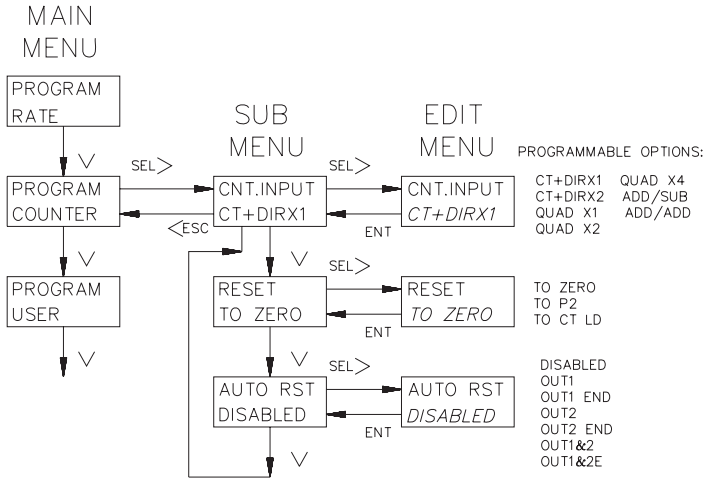 MAIN
MENU
PROGRAM
RATE
SUB
MENU
EDIT
MENU
PROGRAMMABLE OPTIONS:
SEL>
SEL>
PROGRAM
COUNTER
CNT.INPUT
CT+DIRX1
CNT.INPUT
CT+DIRX1
<ESC
ENT
CT+DIRX1 QUAD X4
CT+DIRX2 ADD/SUB
QUAD X1 ADD/ADD
QUAD X2
PROGRAM
USER
SEL>
RESET
TO ZERO
RESET
TO ZERO
ENT
TO ZERO
TO P2
TO CT LD
SEL>
AUTO RST
DISABLED
AUTO RST
DISABLED
ENT
DISABLED
OUT1
OUT1 END
OUT2
OUT2 END
OUT1&2
OUT1&2E